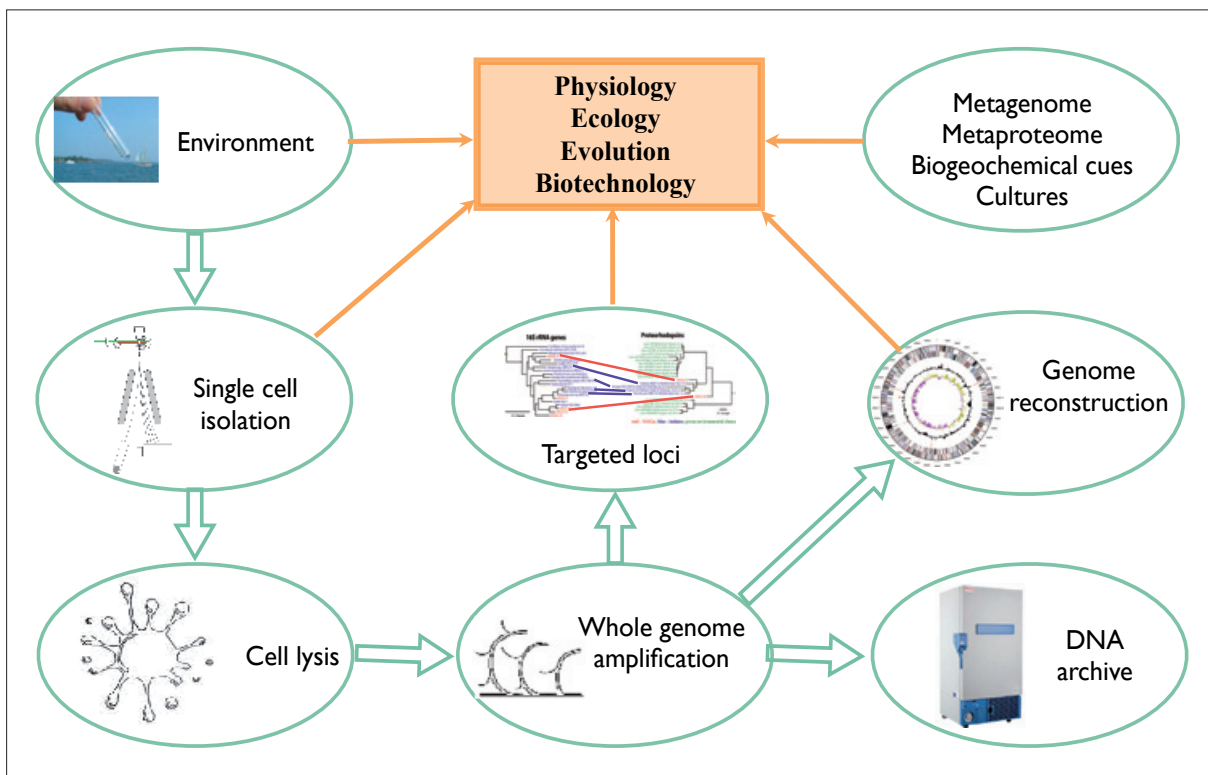 Environment
Physiology
Ecology
Evolution
Biotechnology
Metagenome
Metaproteome
Biogeochemical cues
Cultures
Single cell
isolation
16S rRNA genes
Proteorhodopsins
Targeted loci
Genome
reconstruction
Cell lysis
Whole genome
amplification
DNA
archive